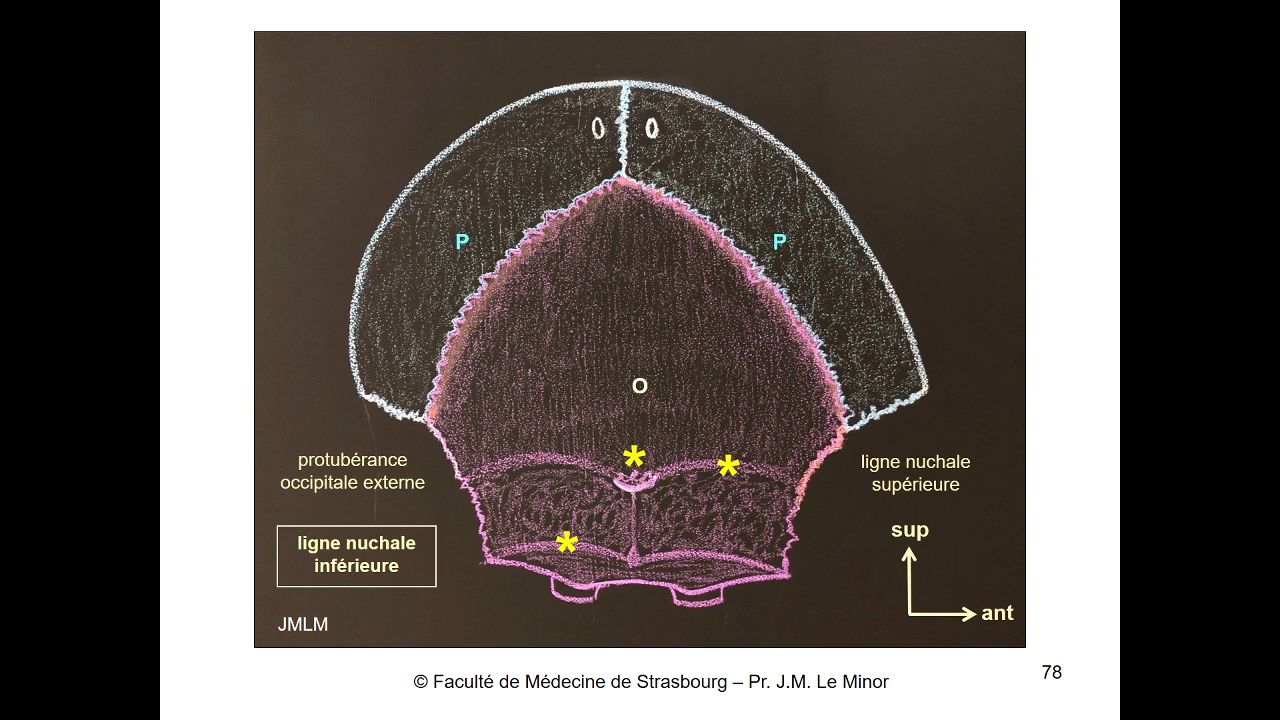 P
P
O
*
*
*
protubérance
occipitale externe
ligne nuchale
supérieure
ligne nuchale
inférieure
sup
ant
JMLM
© Faculté de Médecine de Strasbourg – Pr. J.M. Le Minor
78